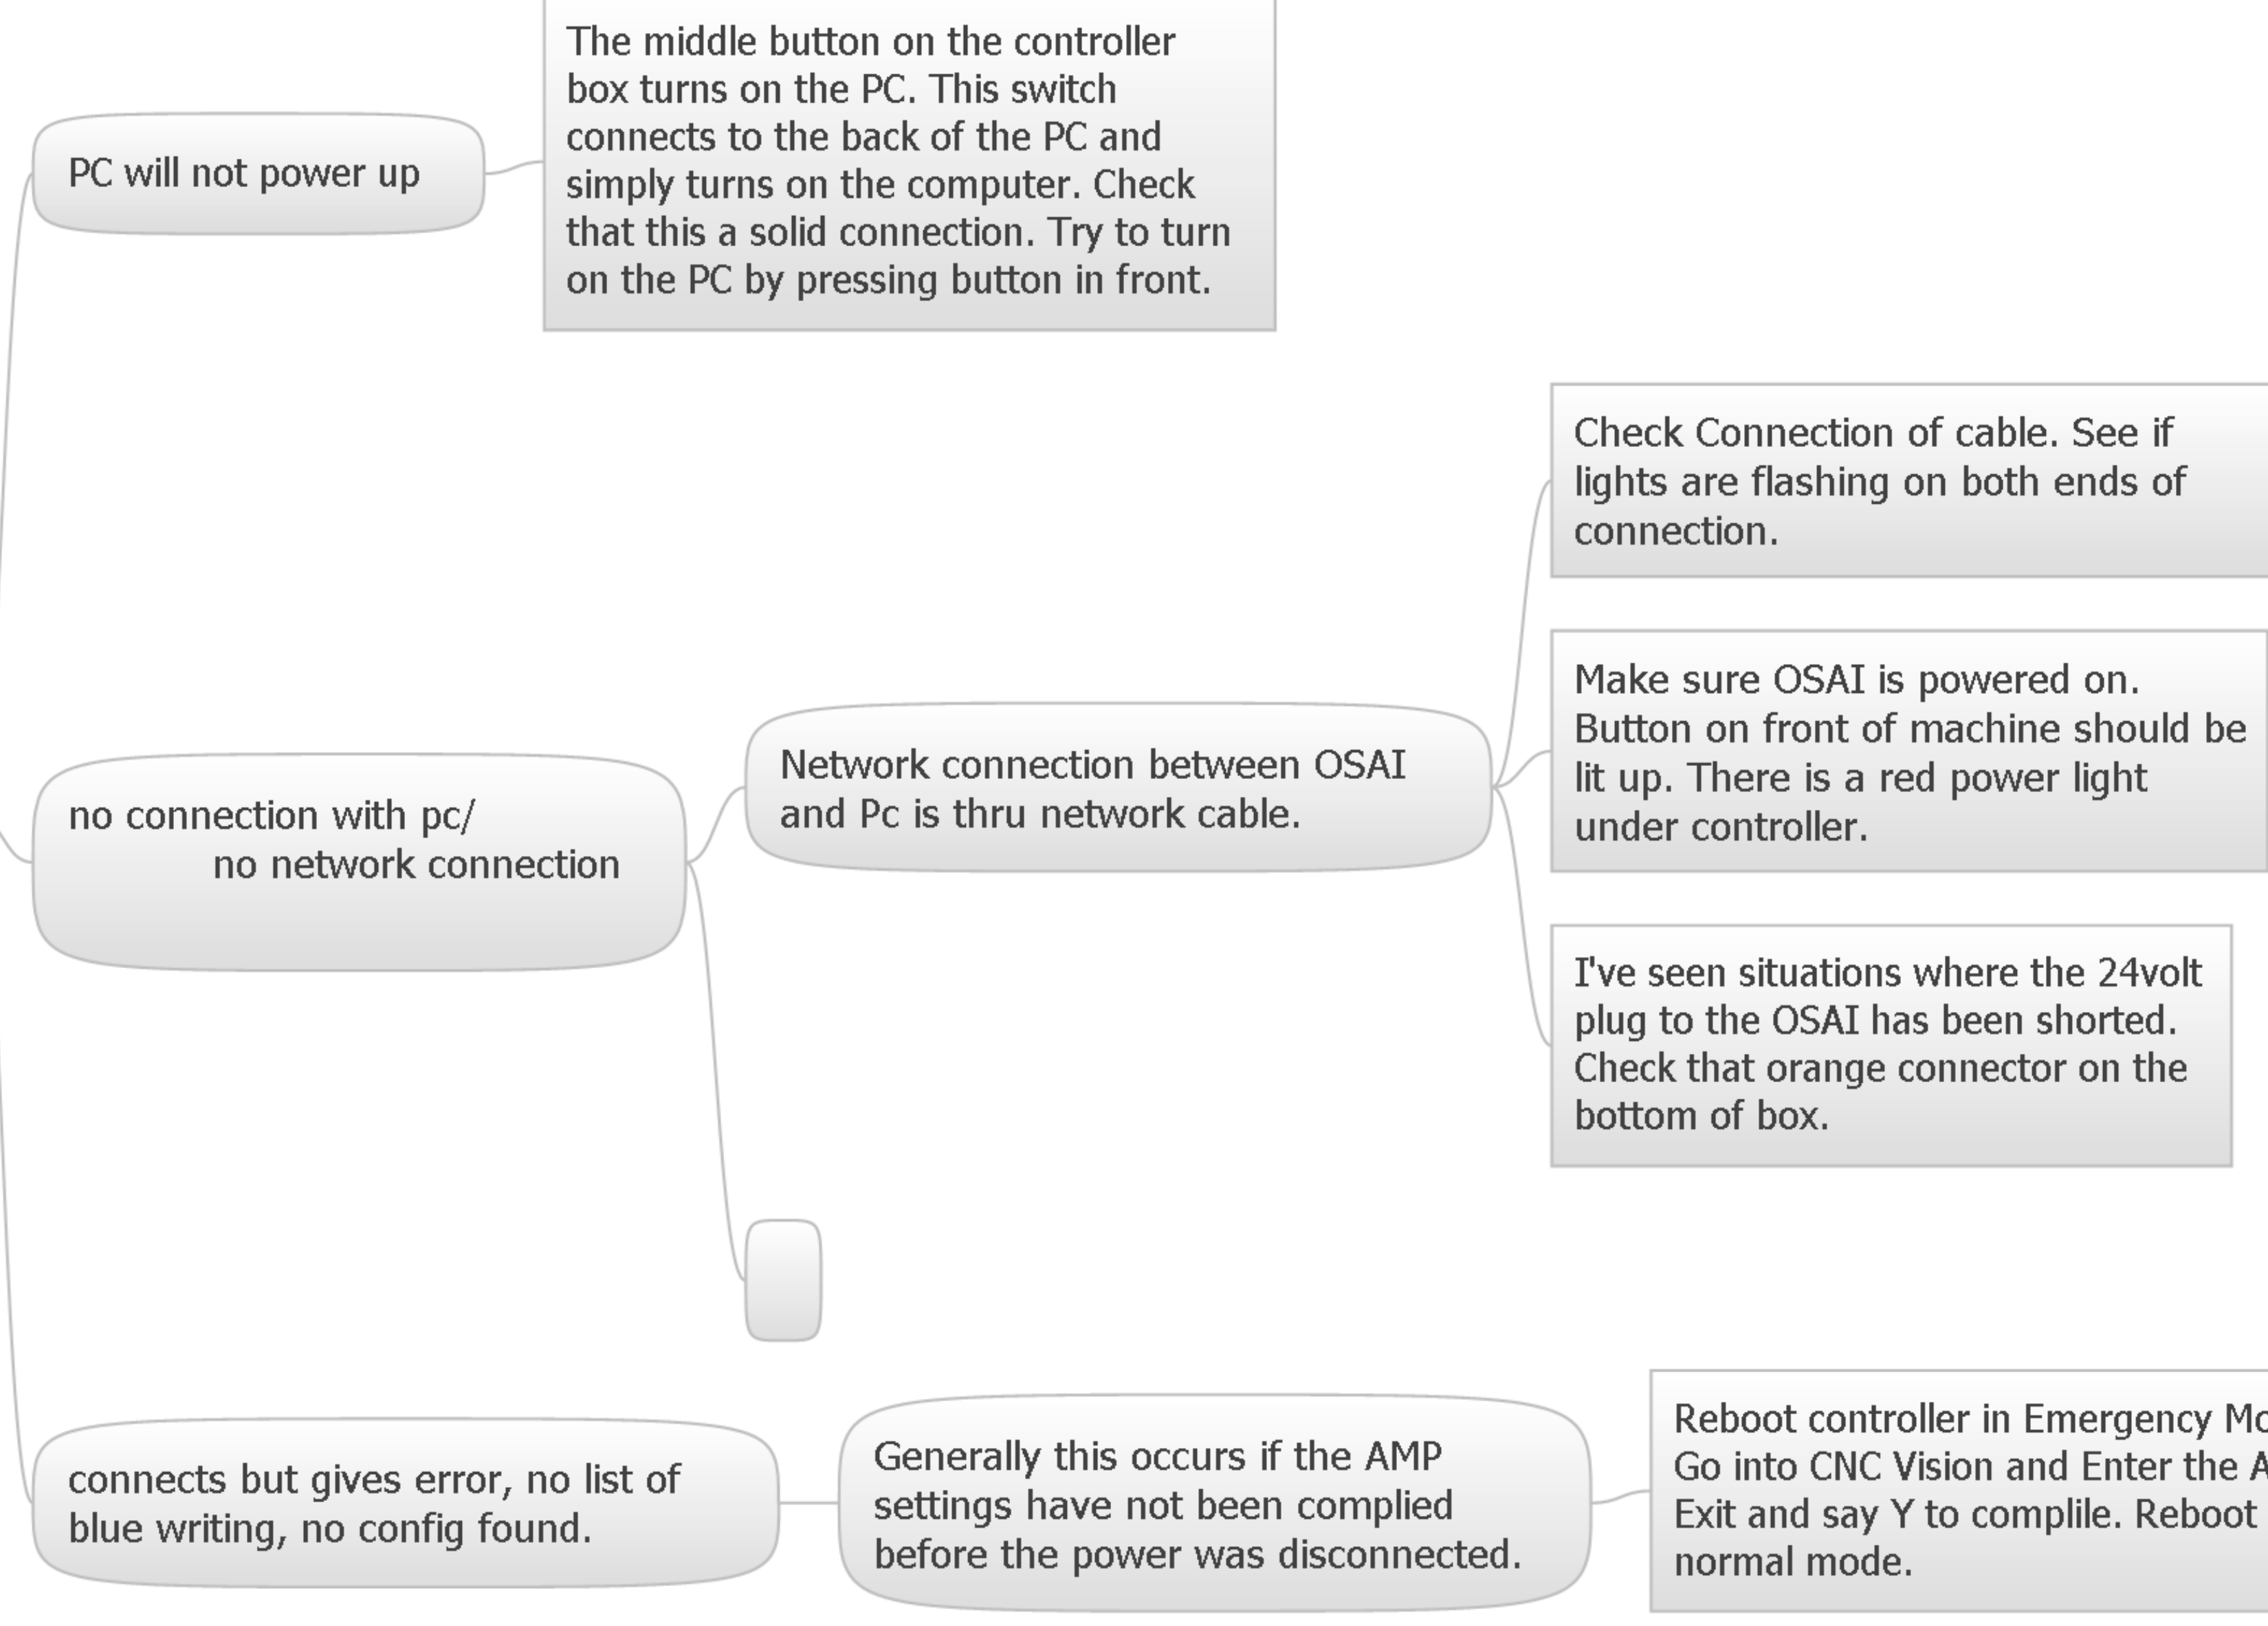 The middle button on the controller
box turns on the PC. This switch
connects to the back of the PC and
simply turns on the computer. Check
that this a solid connection. Try to turn
on the PC by pressing button in front.
PC will not power up
Check Connection of cable. See if
lights are flashing on both ends of
connection.
Make sure OSAI is powered on.
Button on front of machine should be
lit up. There is a red power light
under controller.
Network connection between OSAI
and Pc is thru network cable.
no connection with pc/
no network connection
I've seen situations where the 24volt
plug to the OSAI has been shorted.
Check that orange connector on the
bottom of box.
connects but gives error, no list of
blue writing, no config found.
Generally this occurs if the AMP
settings have not been complied
before the power was disconnected.
Reboot controller in Emergency
Go into CNC Vision and Enter the
Exit and say Y to complile. Reboot
normal mode.